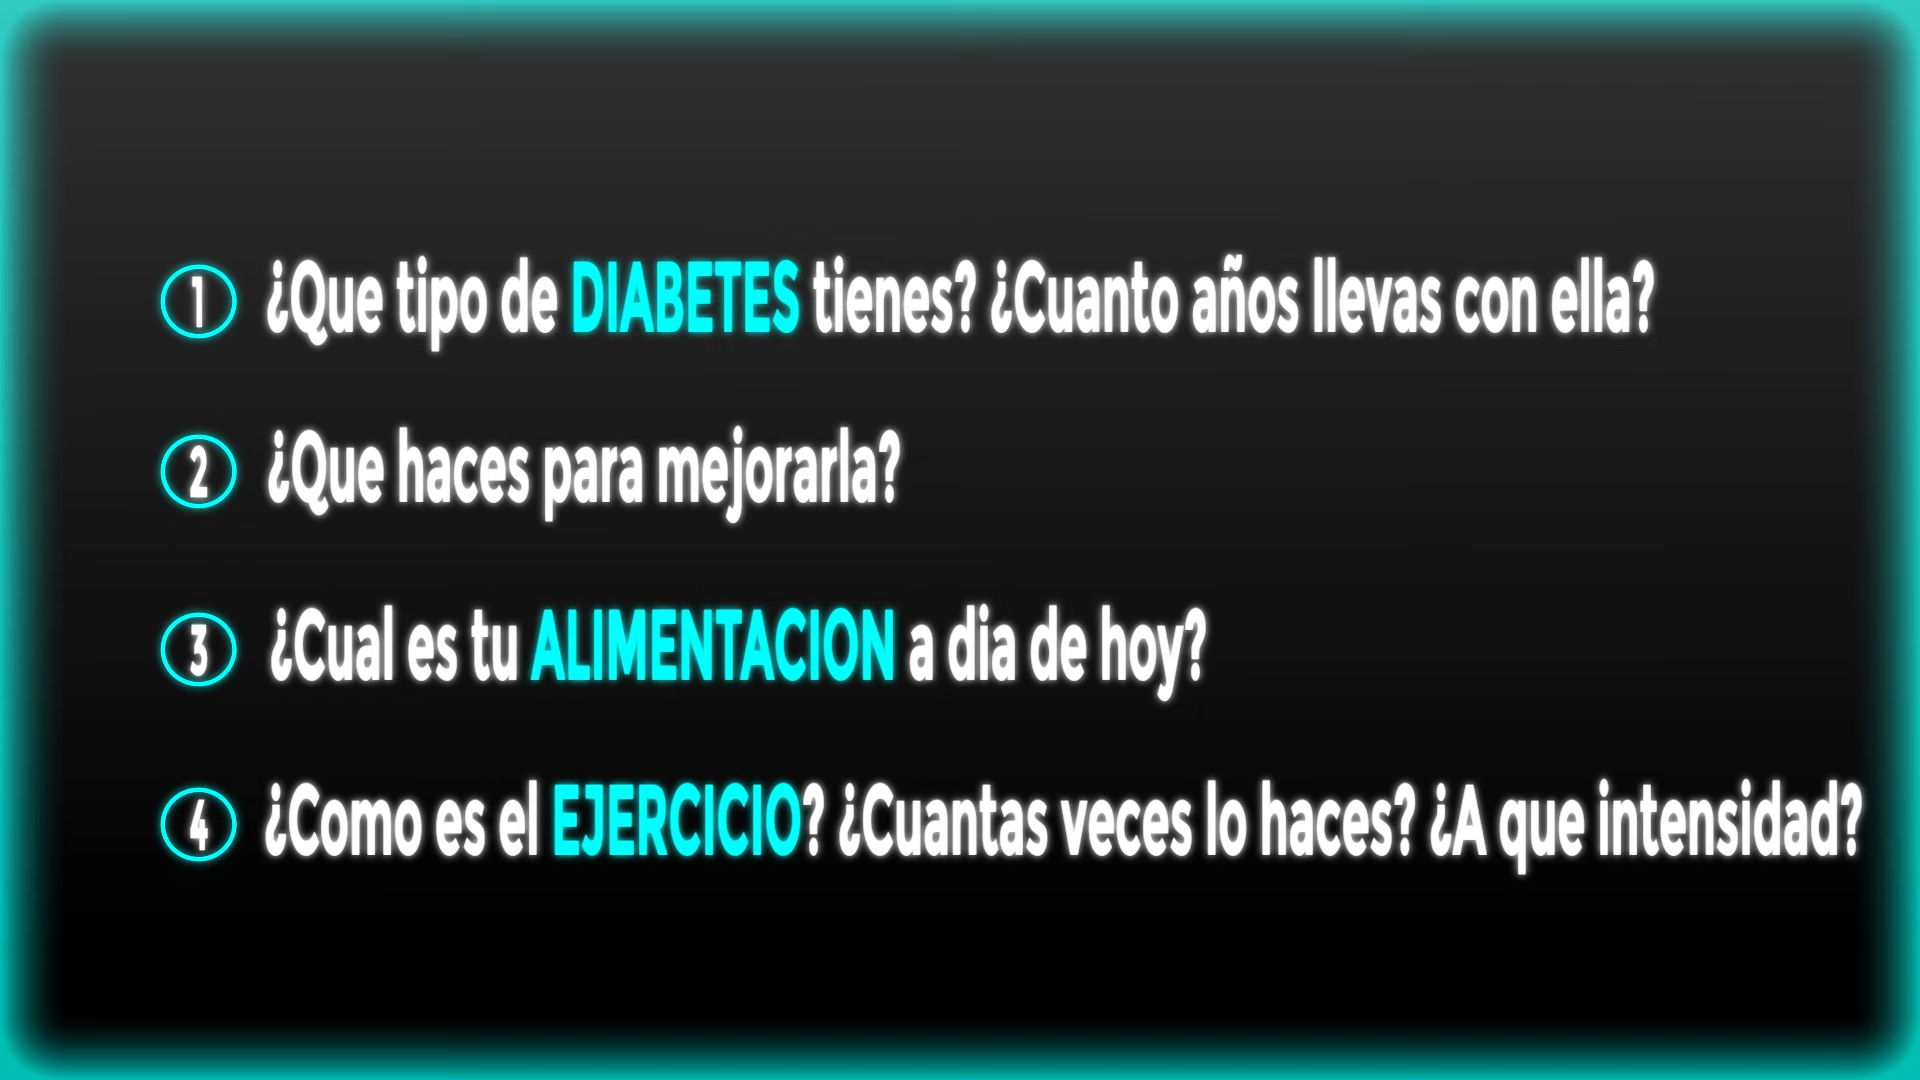 1 ¿Que tipo de DIABETES tienes? ¿Cuanto años llevas con ella?
2 ¿Que haces para mejorarla?
3 ¿Cual es tu ALIMENTACION a dia de hoy?
4 ¿Como es el EJERCICIO? ¿Cuantas veces lo haces? ¿A que intensidad?